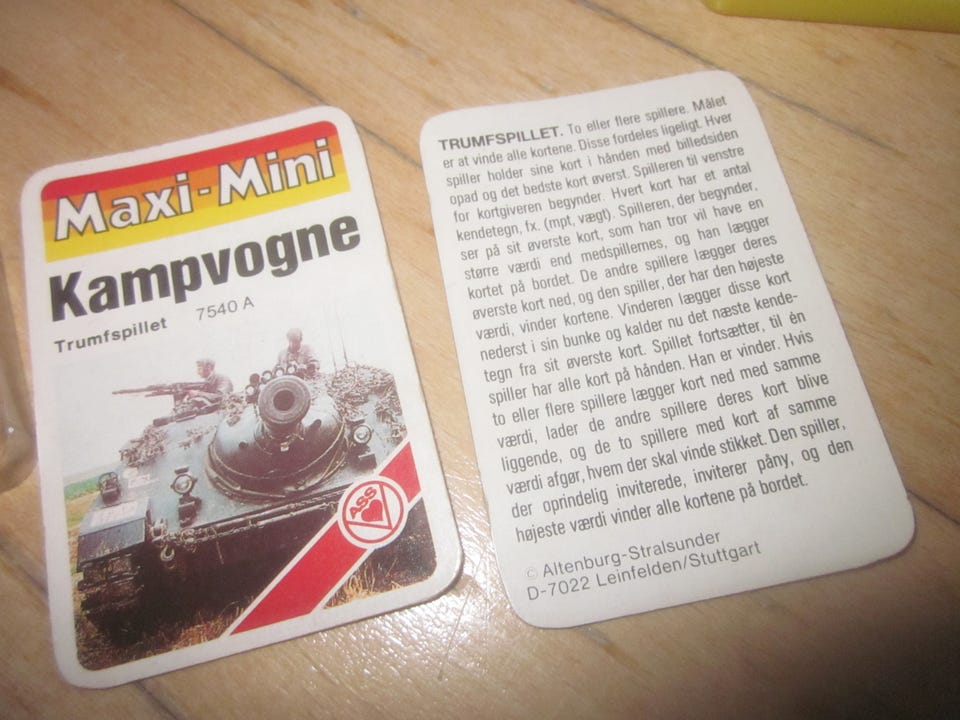 Maxi-Mini
Kampvogne
Trumfspillet 7540 A
ASS
TRUMFSPILLET. To eller flere spillere. Målet
er at vinde alle kortene. Disse fordeles ligeligt. Hver
spiller holder sine kort i hånden med billedsiden
opad og det bedste kort øverst. Spilleren til venstre
for kortgiveren begynder. Hvert kort har et antal
kendetegn, fx. (mpt, vægt). Spilleren, der begynder,
ser på sit øverste kort, som han tror vil have en
større værdi end medspillernes, og han lægger
kortet på bordet. De andre spillere lægger deres
øverste kort ned, og den spiller, der har den højeste
værdi, vinder kortene. Vinderen lægger disse kort
nederst i sin bunke og kalder nu det næste kende-
tegn fra sit øverste kort. Spillet fortsætter, til én
spiller har alle kort på hånden. Han er vinder. Hvis
to eller flere spillere lægger kort ned med samme
værdi, lader de andre spillere deres kort blive
liggende, og de to spillere med kort af samme
værdi afgør, hvem der skal vinde stikket. Den spiller,
der oprindelig inviterede, inviterer påny, og den
højeste værdi vinder alle kortene på bordet.
© Altenburg-Stralsunder
D-7022 Leinfelden/Stuttgart